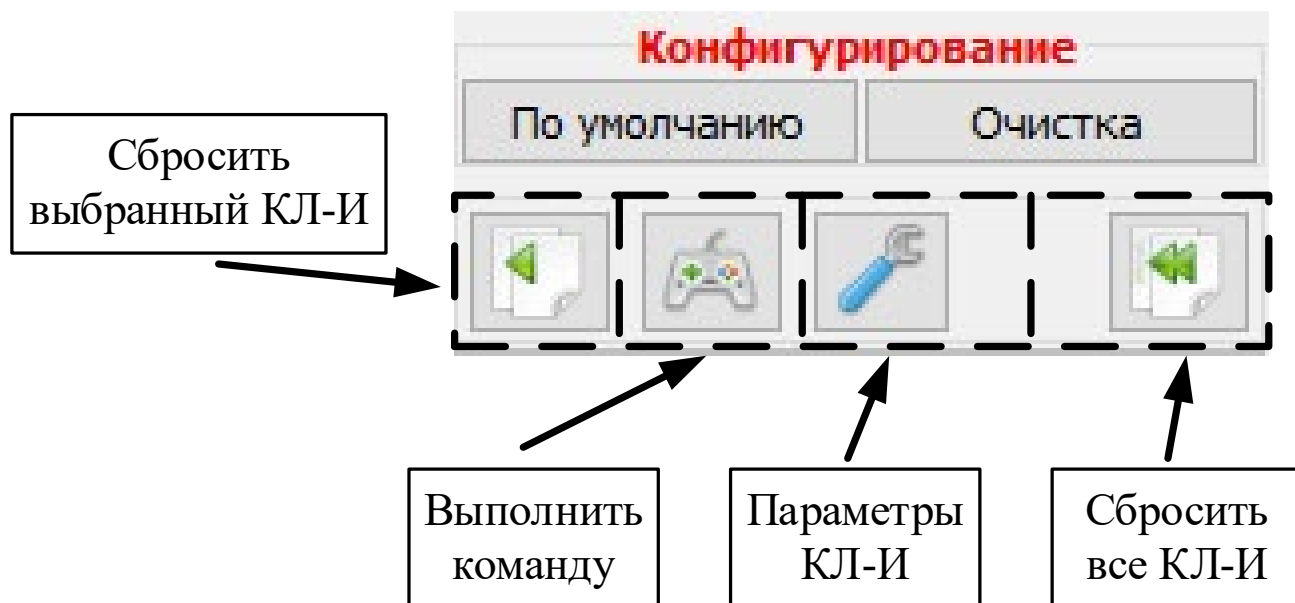 Конфигурирование
По умолчанию
Очистка
Сбросить
выбранный КЛ-И
Выполнить
команду
Параметры
КЛ-И
Сбросить
все КЛ-И